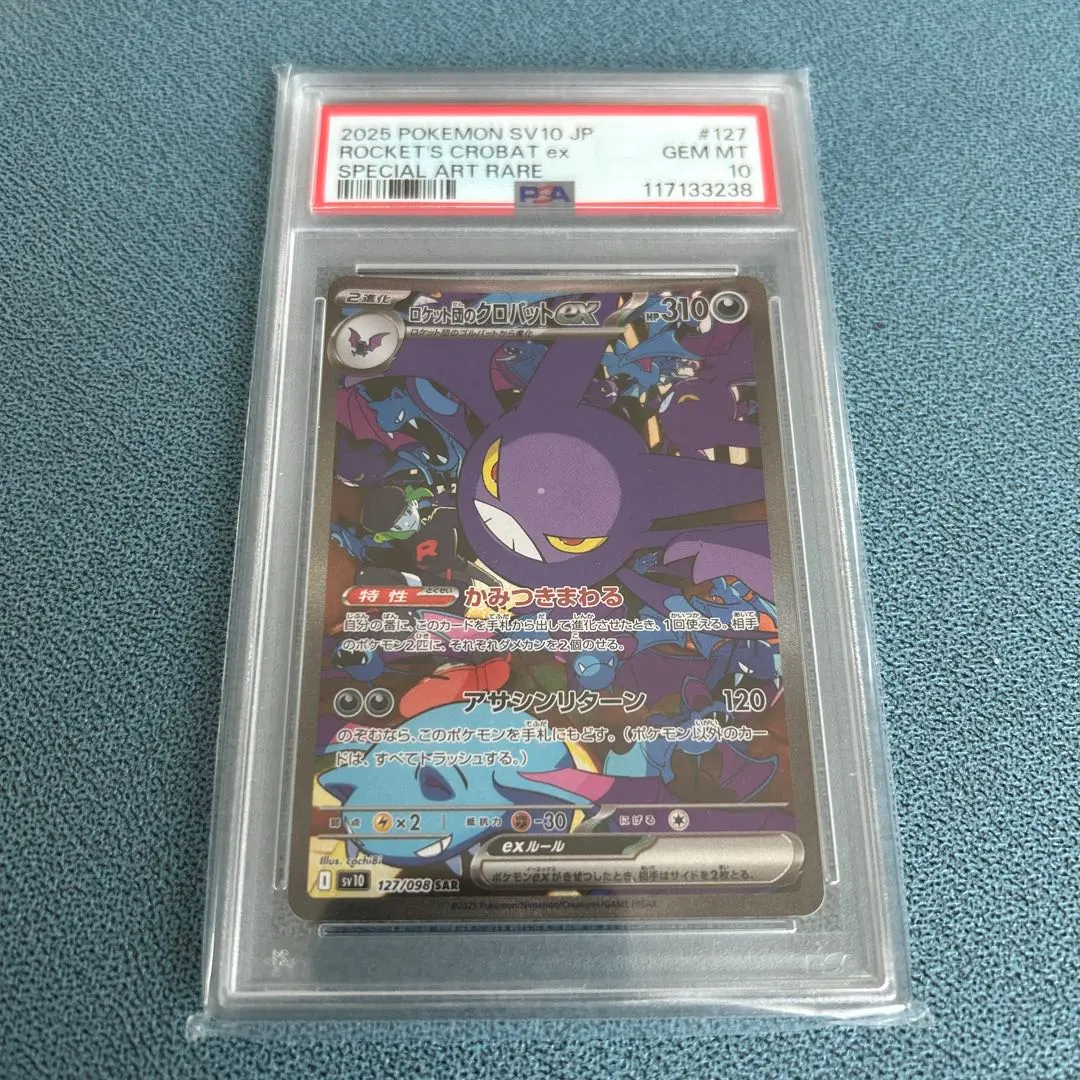 2025 POKEMON SV10 JP #127
ROCKET'S CROBAT ex GEM MT
SPECIAL ART RARE 10
PSA 117133238
2進化
ロケット団のクロバットex HP310
ロケット団のゴルバットから進化
R
特性 とくせい かみつきまわる
自分の番に、このカードを手札から出して進化させたとき、1回使える。相手
のポケモン2匹に、それぞれダメカンを2個のせる。
アサシンリターン 120
のぞむなら、このポケモンを手札にもどす。（ポケモン以外のカー
ドは、すべてトラッシュする。）
弱点 ×2 抵抗力 -30 にげる
exルール
ポケモンexがきぜつしたとき、相手はサイドを2枚とる。
Illus. cochi8i
I sv10 127/098 SAR
©2025 Pokémon/Nintendo/Creatures/GAME FREAK.